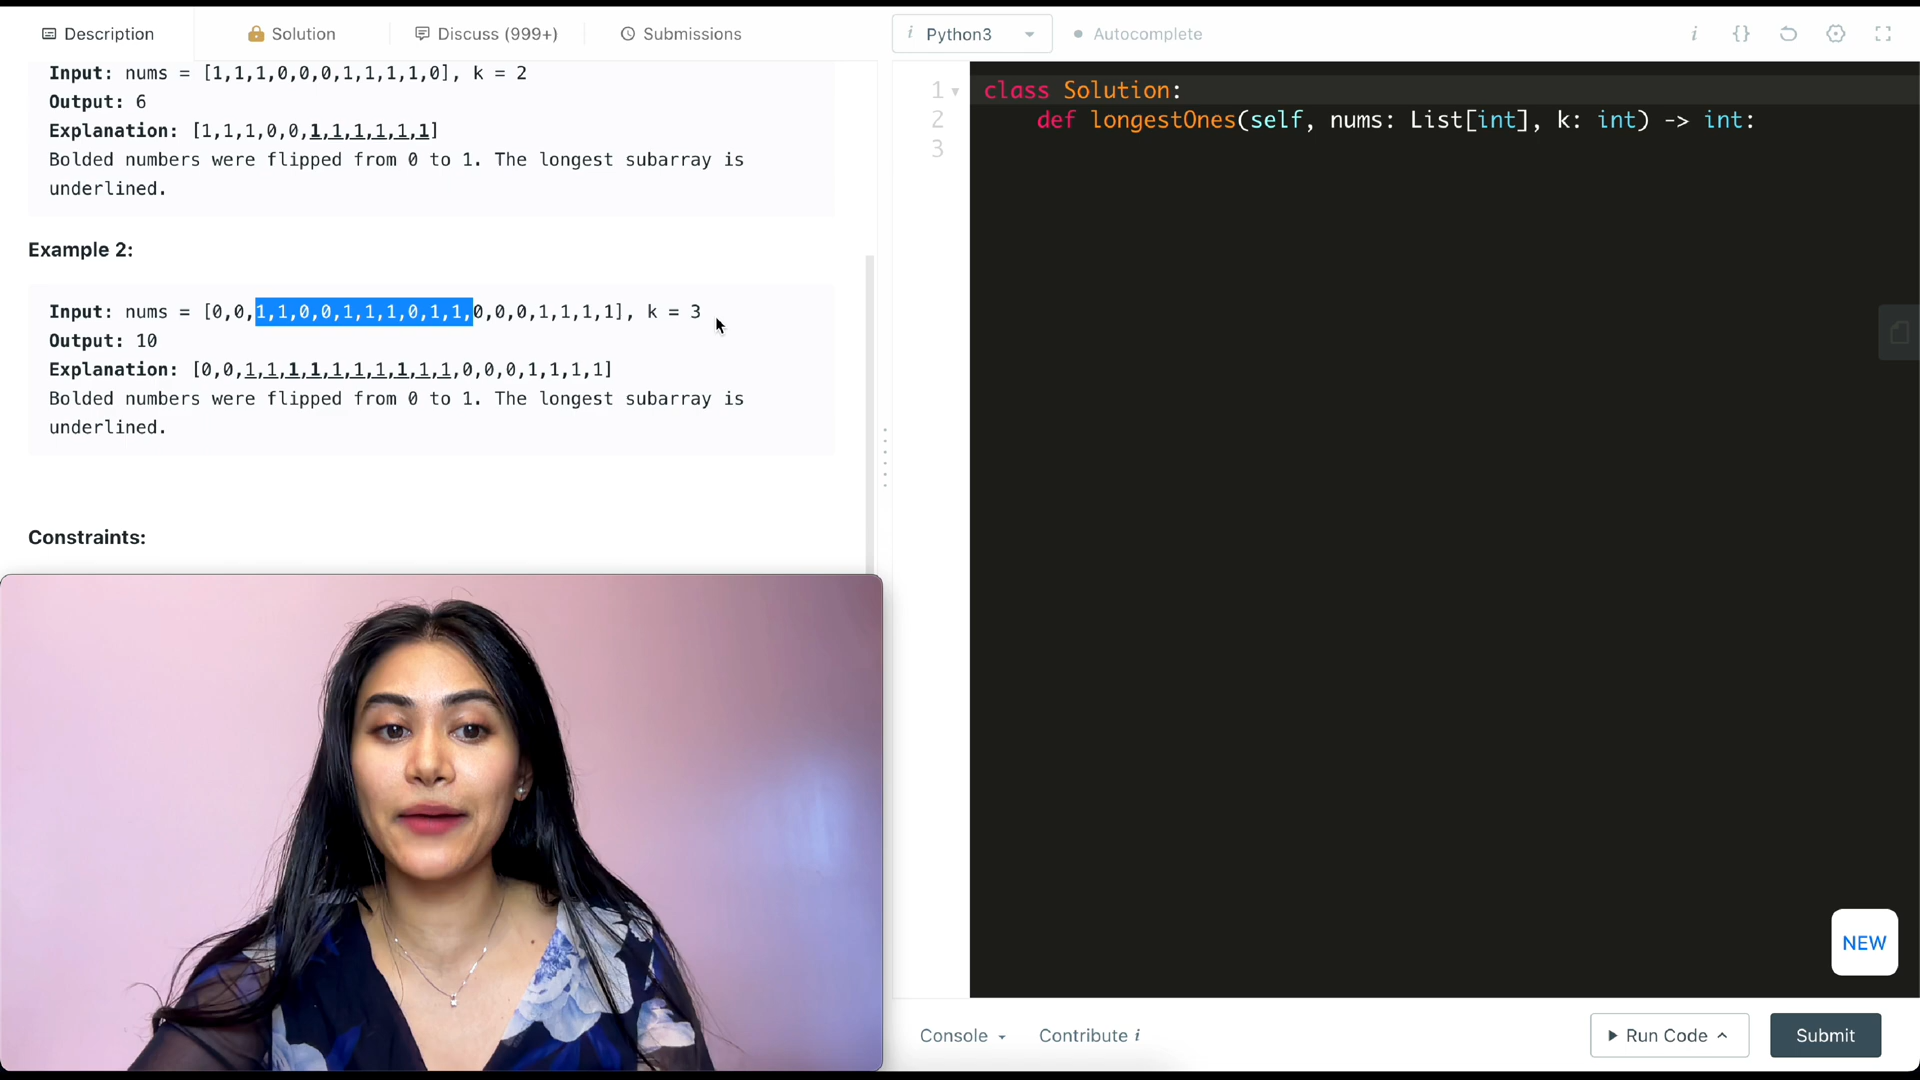 Description
Solution
Discuss (999+)
Submissions
i Python3
Autocomplete
i {}
Input: nums = [1,1,1,0,0,0,1,1,1,1,0], k = 2
Output: 6
Explanation: [1,1,1,0,0,1,1,1,1,1,1]
Bolded numbers were flipped from 0 to 1. The longest subarray is
underlined.
Example 2:
Input: nums = [0,0,1,1,0,0,1,1,1,0,1,1,0,0,0,1,1,1,1], k = 3
Output: 10
Explanation: [0,0,1,1,1,1,1,1,1,1,1,1,0,0,0,1,1,1,1]
Bolded numbers were flipped from 0 to 1. The longest subarray is
underlined.
Constraints:
1 class Solution:
2 def longestOnes(self, nums: List[int], k: int) -> int:
3
NEW
Console
Contribute i
Run Code
Submit